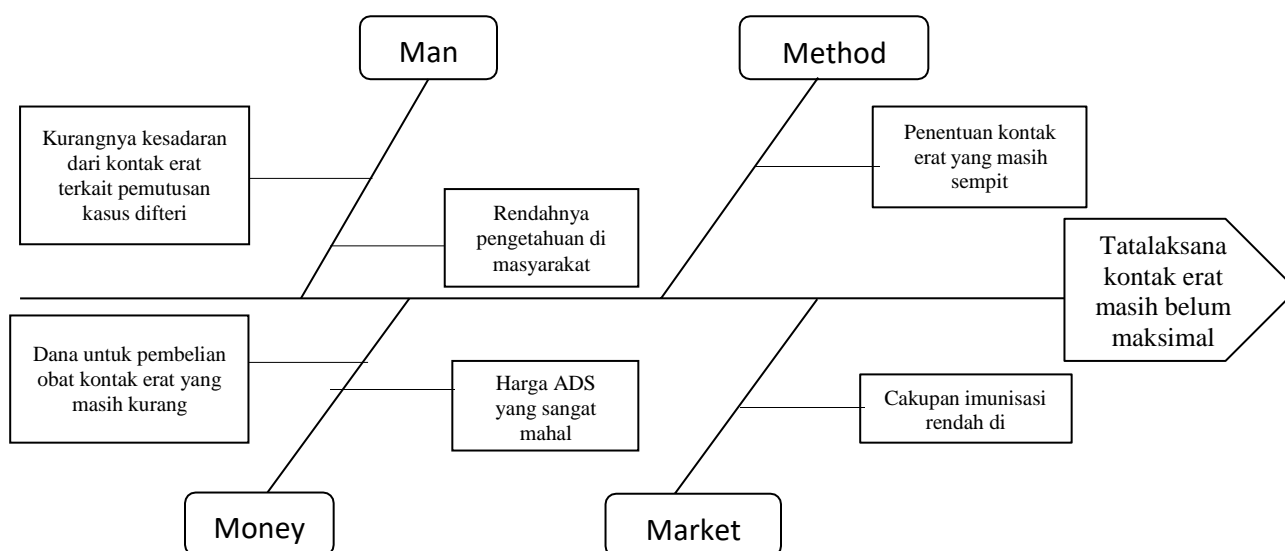 Man
Method
Kurangnya kesadaran
dari kontak erat
terkait pemutusan
kasus difteri
Penentuan kontak
erat yang masih
sempit
Rendahnya
pengetahuan di
masyarakat
Tatalaksana
kontak erat
masih belum
maksimal
Dana untuk pembelian
obat kontak erat yang
masih kurang
Harga ADS
yang sangat
mahal
Cakupan imunisasi
rendah di
Money
Market